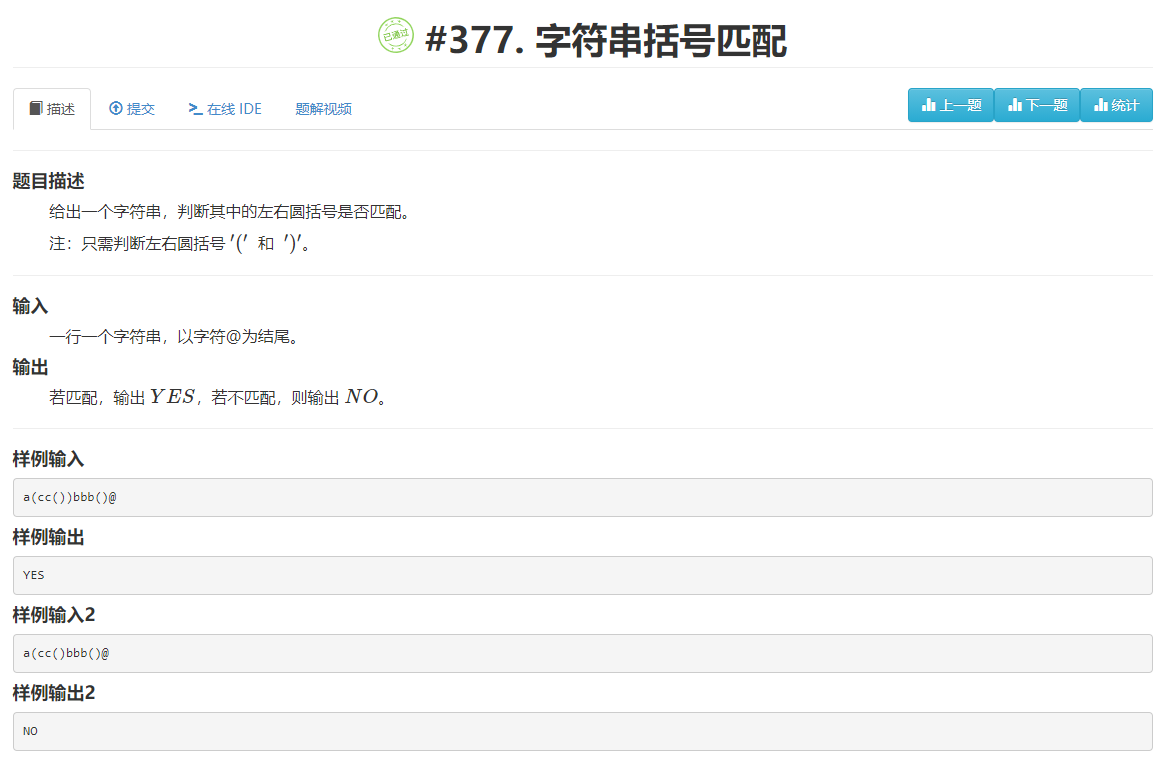 已通过 #377. 字符串括号匹配
描述 提交 在线 IDE 题解视频 上一题 下一题 统计
题目描述
给出一个字符串，判断其中的左右圆括号是否匹配。
注：只需判断左右圆括号 ′(′ 和 ′)′。
输入
一行一个字符串，以字符@为结尾。
输出
若匹配，输出 YES，若不匹配，则输出 NO。
样例输入
a(cc())bbb()@
样例输出
YES
样例输入2
a(cc()bbb()@
样例输出2
NO